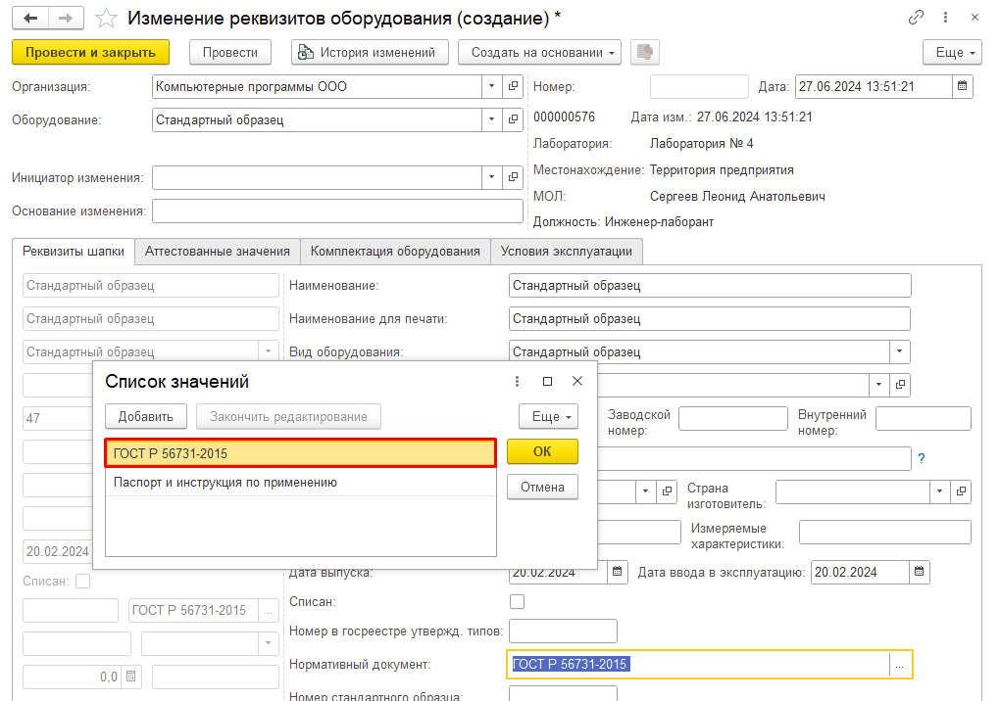 Изменение реквизитов оборудования (создание) *
Провести и закрыть Провести История изменений Создать на основании Еще
Организация: Компьютерные программы ООО Номер: Дата: 27.06.2024 13:51:21
Оборудование: Стандартный образец 000000576 Дата изм.: 27.06.2024 13:51:21
Лаборатория: Лаборатория № 4
Местонахождение: Территория предприятия
Инициатор изменения:
МОЛ: Сергеев Леонид Анатольевич
Основание изменения:
Должность: Инженер-лаборант
Реквизиты шапки Аттестованные значения Комплектация оборудования Условия эксплуатации
Стандартный образец Наименование: Стандартный образец
Стандартный образец Наименование для печати: Стандартный образец
Стандартный образец Вид оборудования: Стандартный образец
Список значений
Добавить Закончить редактирование Еще
ГОСТ Р 56731-2015 ОК
Паспорт и инструкция по применению Отмена
47 Заводской номер: Внутренний номер:
?
Страна изготовитель:
Измеряемые характеристики:
20.02.2024
Дата выпуска: 20.02.2024 Дата ввода в эксплуатацию: 20.02.2024
Списан: Списан:
ГОСТ Р 56731-2015 ... Номер в госреестре утвержд. типов:
Нормативный документ: ГОСТ Р 56731-2015 ...
0,0
Номер стандартного образца: